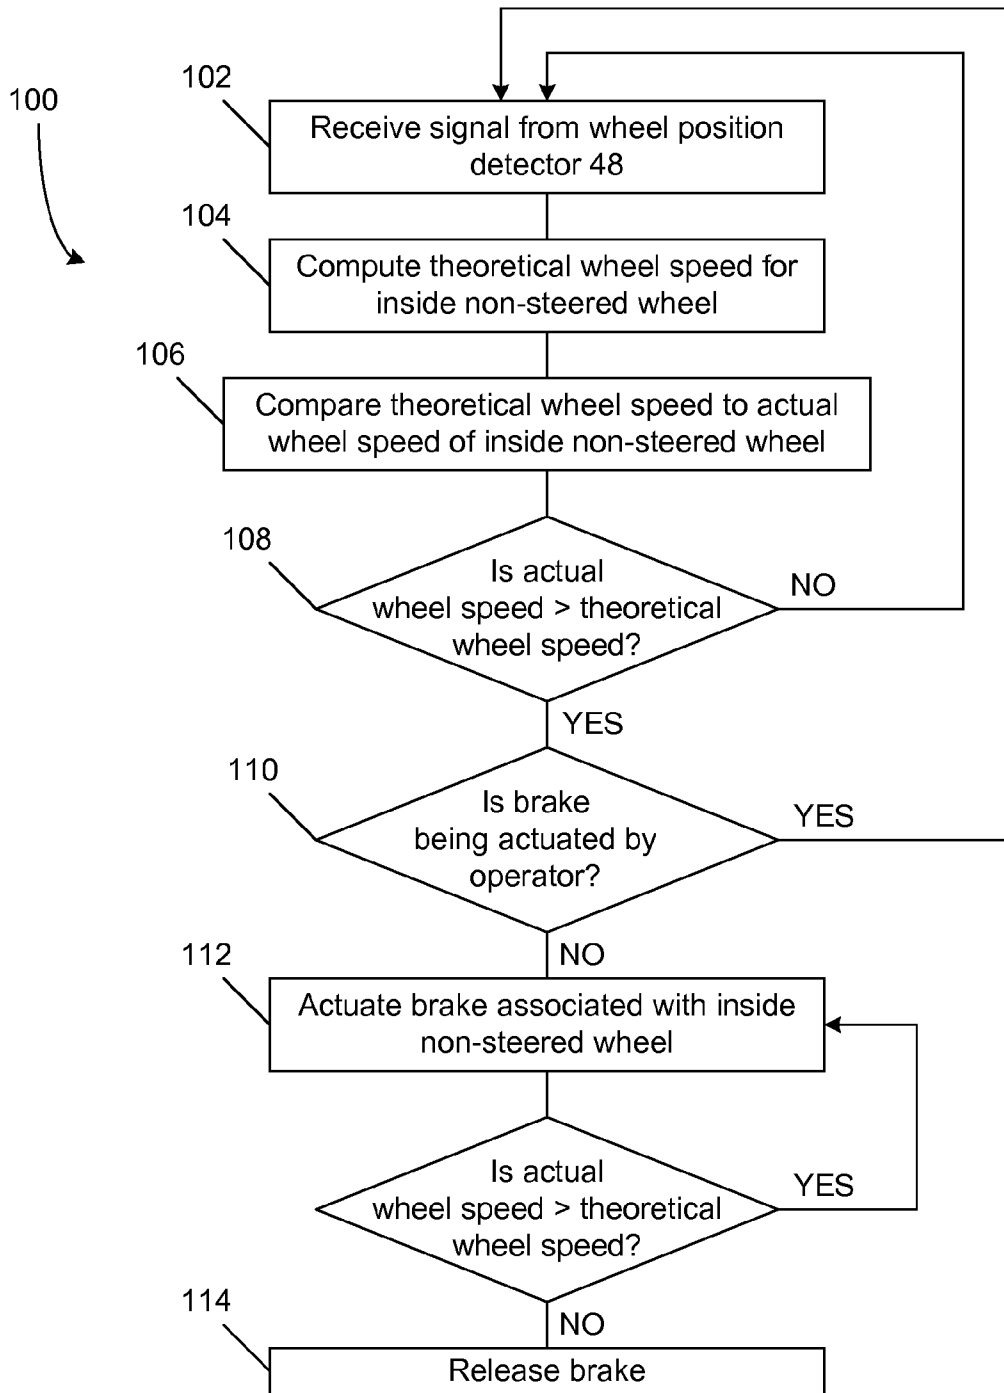 100
102
Receive signal from wheel position
detector 48
104
Compute theoretical wheel speed for
inside non-steered wheel
106
Compare theoretical wheel speed to actual
wheel speed of inside non-steered wheel
108
Is actual
wheel speed > theoretical
wheel speed?
NO
YES
110
Is brake
being actuated by
operator?
YES
NO
112
Actuate brake associated with inside
non-steered wheel
Is actual
wheel speed > theoretical
wheel speed?
YES
NO
114
Release brake